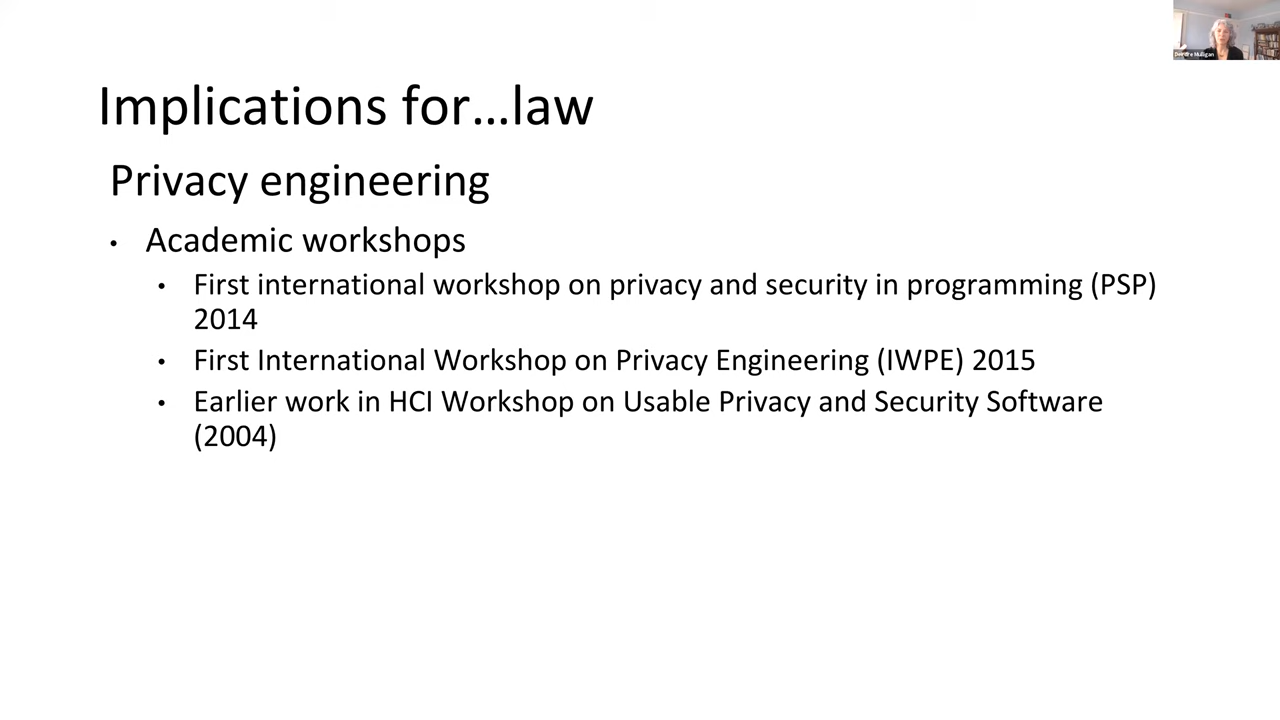 Deirdre Mulligan
Implications for…law
Privacy engineering
• Academic workshops
• First international workshop on privacy and security in programming (PSP)
2014
• First International Workshop on Privacy Engineering (IWPE) 2015
• Earlier work in HCI Workshop on Usable Privacy and Security Software
(2004)